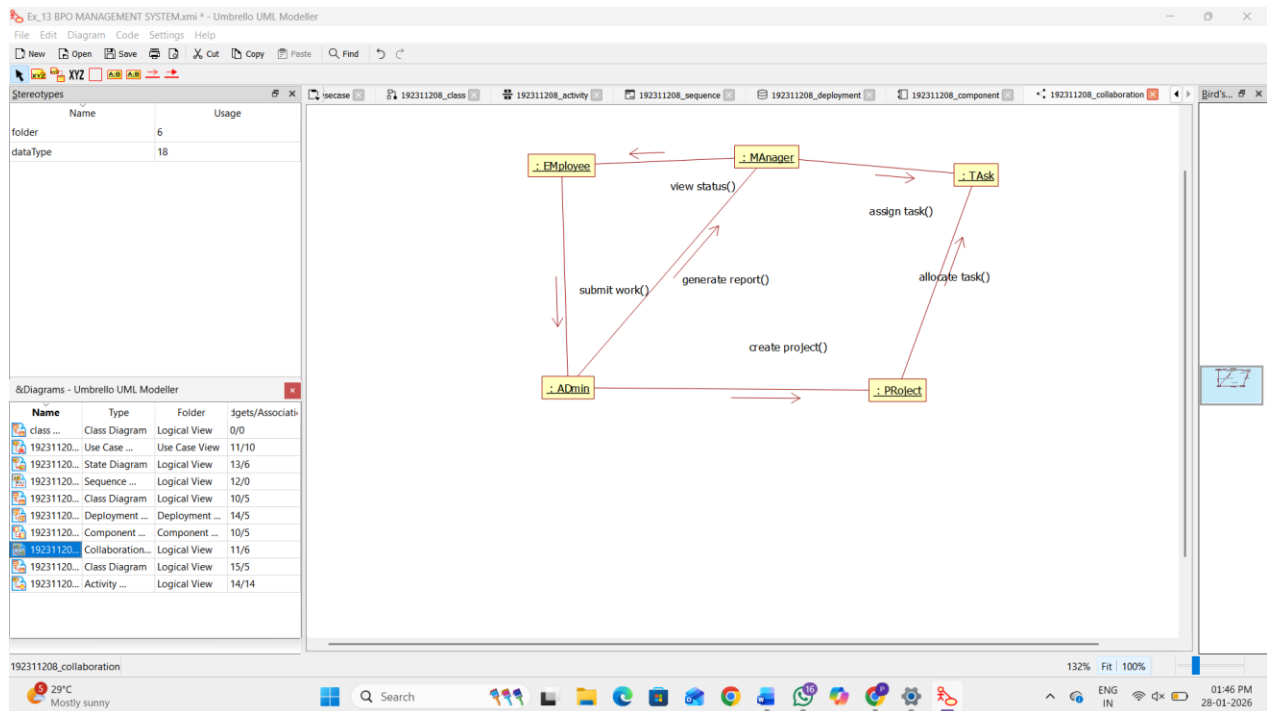 Ex_13 BPO MANAGEMENT SYSTEM.xmi * - Umbrello UML Modeller
File Edit Diagram Code Settings Help
New Open Save Cut Copy Paste Find
XYZ XYZ A.B A.B
Stereotypes
Name Usage
folder 6
dataType 18
secase 192311208_class 192311208_activity 192311208_sequence 192311208_deployment 192311208_component 192311208_collaboration
Bird's...
: EMployee
: MAnager
: TAsk
view status()
assign task()
submit work()
generate report()
allocate task()
create project()
: ADmin
: PRoject
&Diagrams - Umbrello UML Modeller
Name Type Folder dgets/Associati
class ... Class Diagram Logical View 0/0
19231120... Use Case ... Use Case View 11/10
19231120... State Diagram Logical View 13/6
19231120... Sequence ... Logical View 12/0
19231120... Class Diagram Logical View 10/5
19231120... Deployment ... Deployment ... 14/5
19231120... Component ... Component ... 10/5
19231120... Collaboration... Logical View 11/6
19231120... Class Diagram Logical View 15/5
19231120... Activity ... Logical View 14/14
192311208_collaboration
132% Fit 100%
5
29°C
Mostly sunny
Search
16
ENG
IN
01:46 PM
28-01-2026